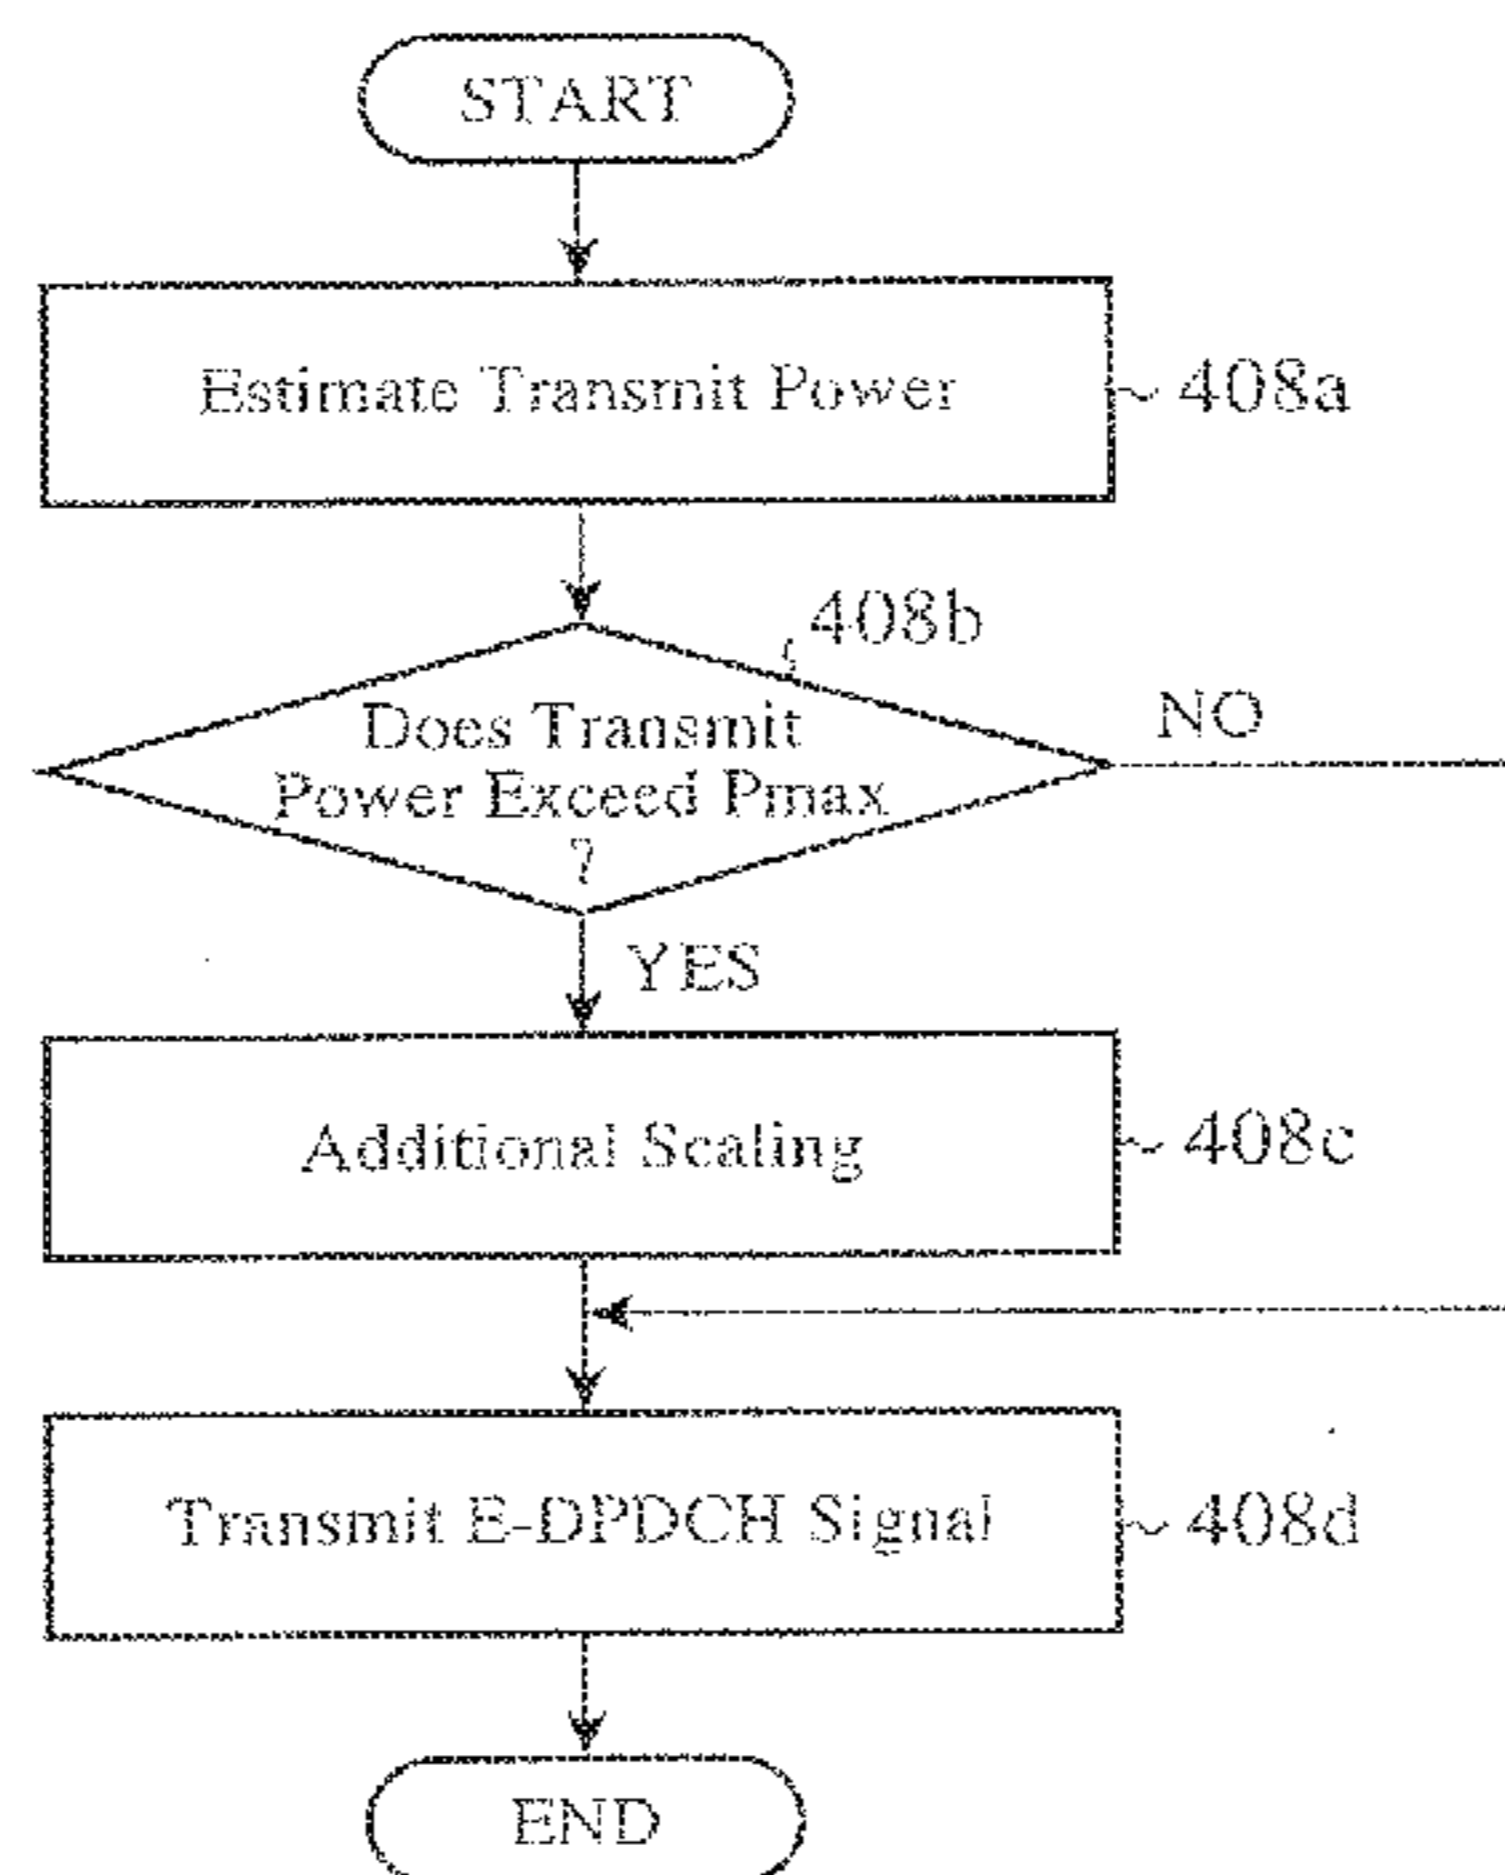 START
Estimate Transmit Power
408a
408b
Does Transmit
Power Exceed Pmax
?
NO
YES
Additional Scaling
408c
Transmit E-DPDCH Signal
408d
END